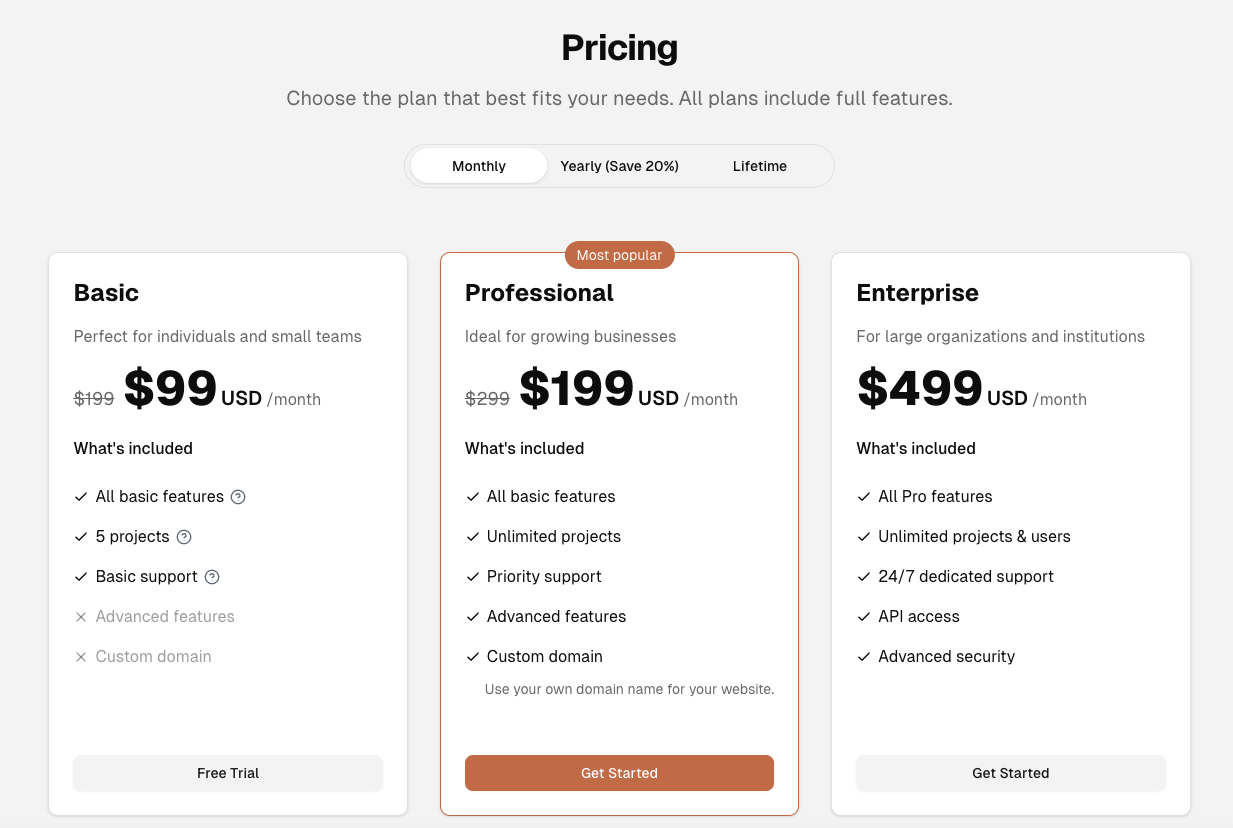 Pricing
Choose the plan that best fits your needs. All plans include full features.
Monthly
Yearly (Save 20%)
Lifetime
Basic
Perfect for individuals and small teams
$199 $99 USD /month
What's included
All basic features
5 projects
Basic support
Advanced features
Custom domain
Free Trial
Most popular
Professional
Ideal for growing businesses
$299 $199 USD /month
What's included
All basic features
Unlimited projects
Priority support
Advanced features
Custom domain
Use your own domain name for your website.
Get Started
Enterprise
For large organizations and institutions
$499 USD /month
What's included
All Pro features
Unlimited projects & users
24/7 dedicated support
API access
Advanced security
Get Started